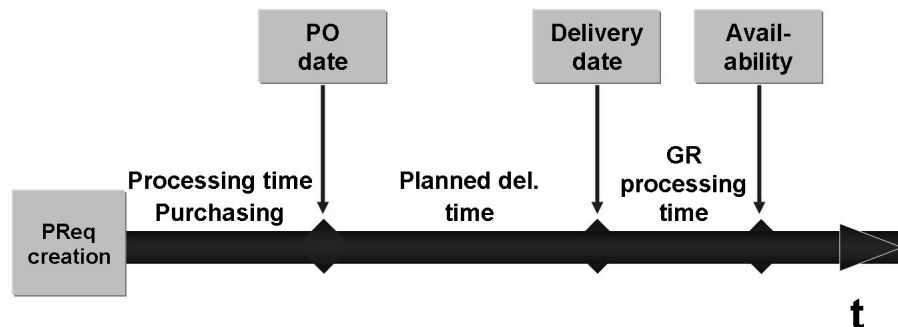 PO
date
Delivery
date
Avail-
ability
Processing time
Purchasing
Planned del.
time
GR
processing
time
PReq
creation
t